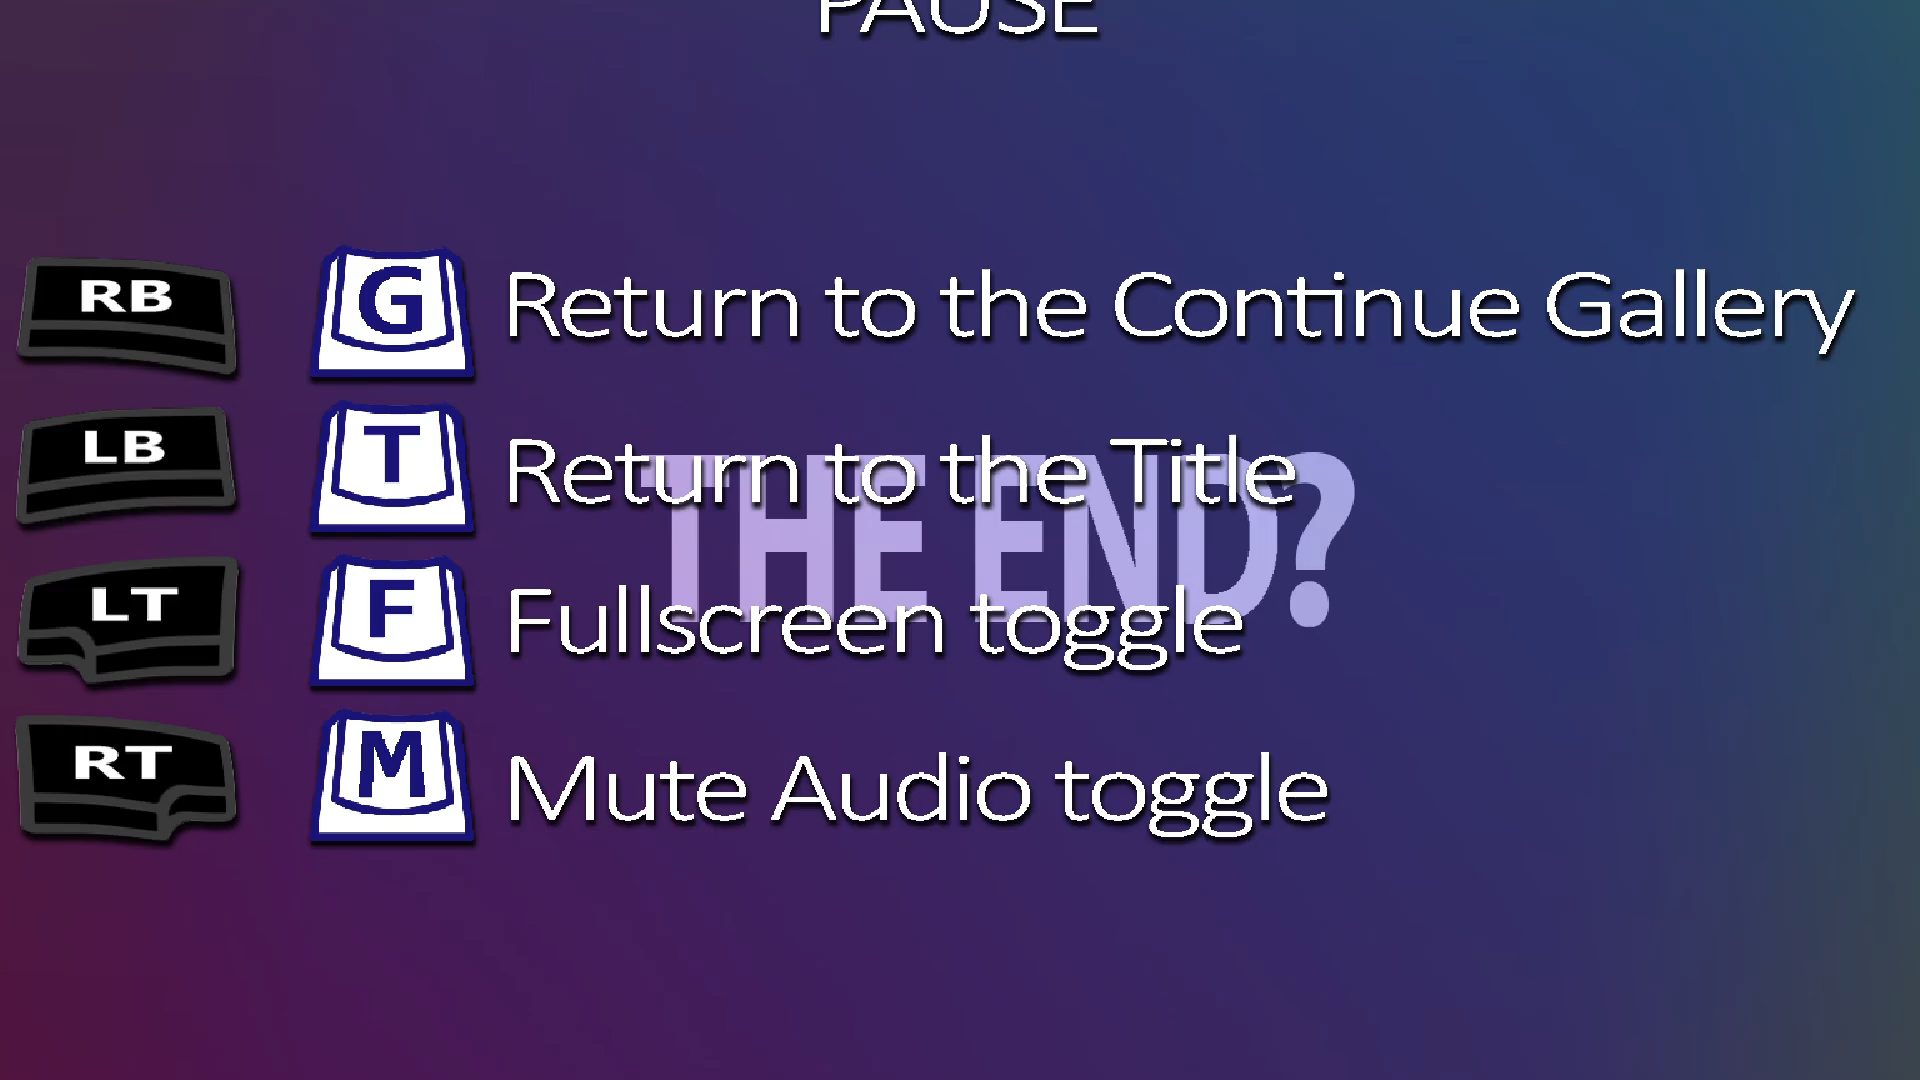 PAUSE
RB G Return to the Continue Gallery
LB T Return to the Title
THE END?
LT F Fullscreen toggle
RT M Mute Audio toggle